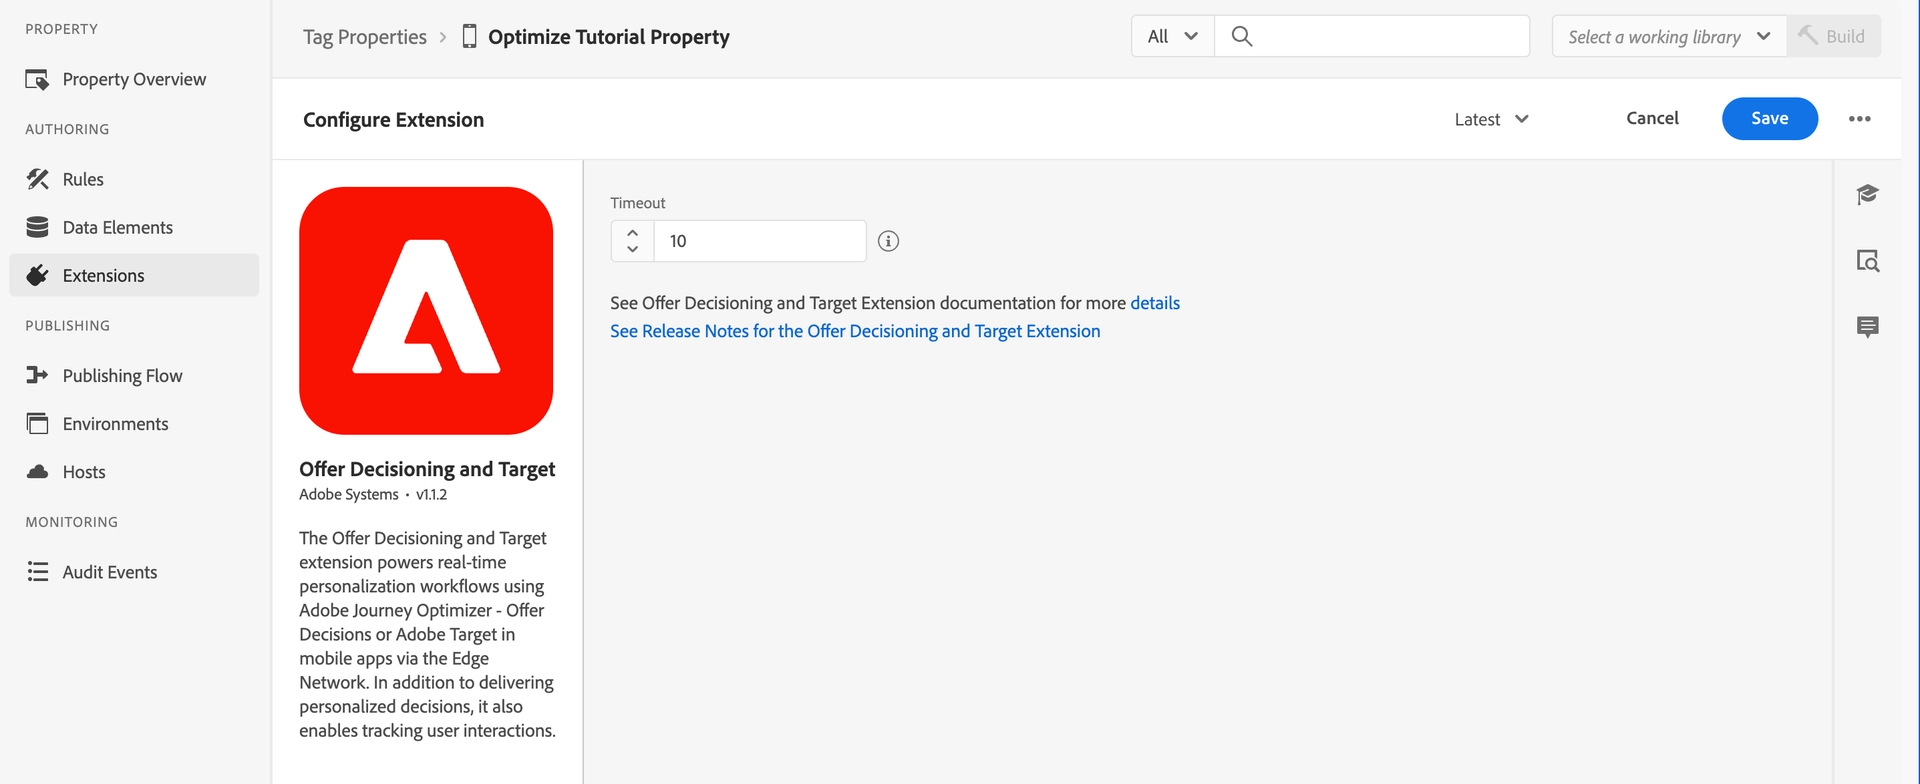 PROPERTY
Property Overview
AUTHORING
Rules
Data Elements
Extensions
PUBLISHING
Publishing Flow
Environments
Hosts
MONITORING
Audit Events
Tag Properties
Optimize Tutorial Property
All
Select a working library
Build
Configure Extension
Latest
Cancel
Save
Offer Decisioning and Target
Adobe Systems • v1.1.2
The Offer Decisioning and Target
extension powers real-time
personalization workflows using
Adobe Journey Optimizer - Offer
Decisions or Adobe Target in
mobile apps via the Edge
Network. In addition to delivering
personalized decisions, it also
enables tracking user interactions.
Timeout
10
See Offer Decisioning and Target Extension documentation for more details
See Release Notes for the Offer Decisioning and Target Extension